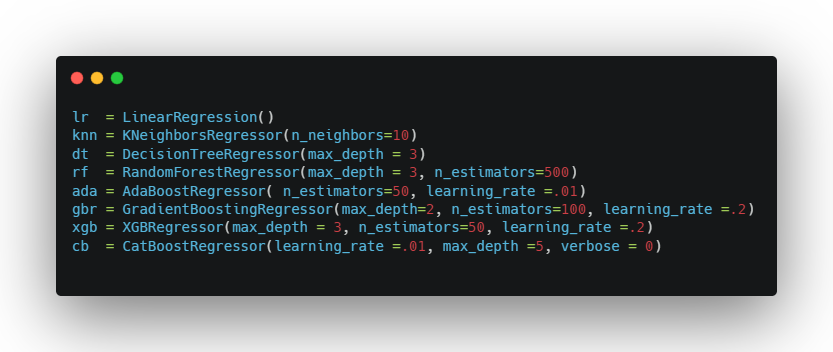 lr  = LinearRegression()
knn = KNeighborsRegressor(n_neighbors=10)
dt  = DecisionTreeRegressor(max_depth = 3)
rf  = RandomForestRegressor(max_depth = 3, n_estimators=500)
ada = AdaBoostRegressor( n_estimators=50, learning_rate =.01)
gbr = GradientBoostingRegressor(max_depth=2, n_estimators=100, learning_rate =.2)
xgb = XGBRegressor(max_depth = 3, n_estimators=50, learning_rate =.2)
cb  = CatBoostRegressor(learning_rate =.01, max_depth =5, verbose = 0)